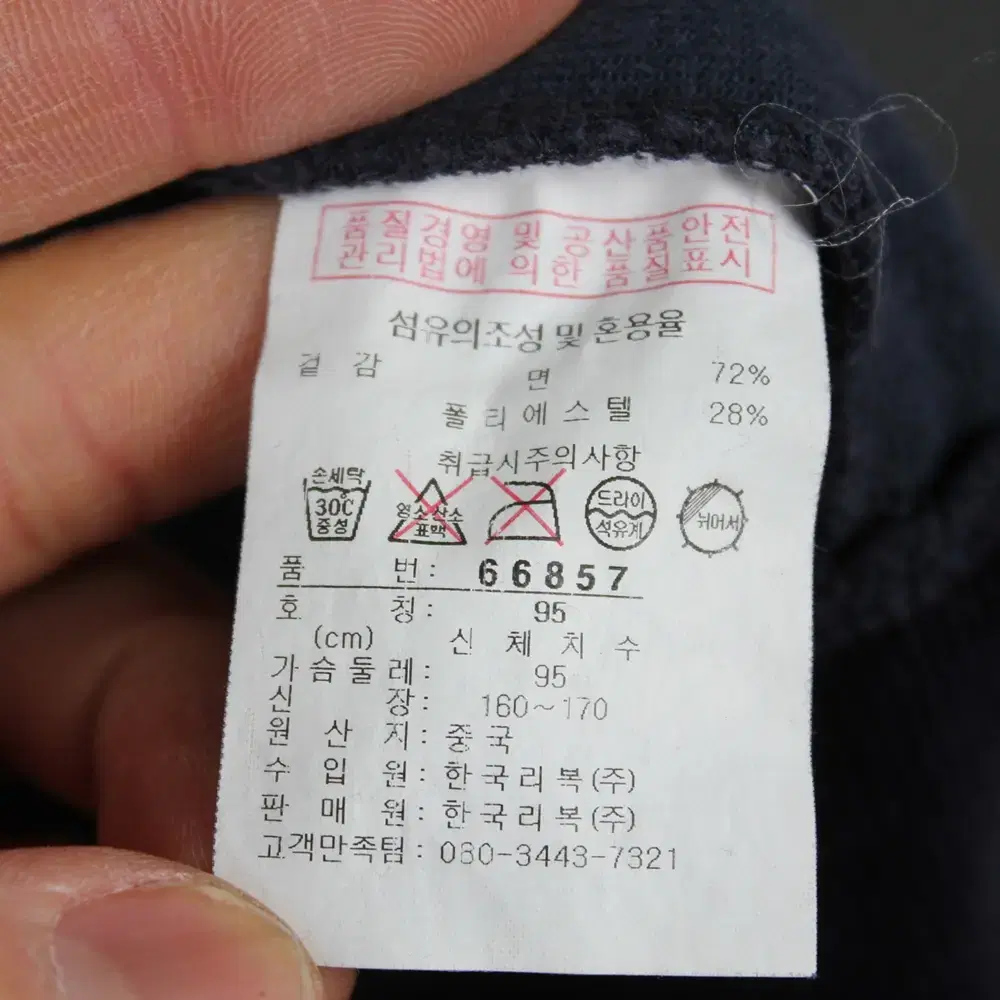 품질경영 및 공산품안전
관리법에 의한 품질표시
섬유의조성 및 혼용율
겉 감 면 72%
폴리에스텔 28%
취급시주의사항
손세탁 30℃ 중성
염소산소 표백
드라이 석유계
뉘어서
품 번: 66857
호 칭: 95
(cm) 신체치수
가슴둘레: 95
신 장: 160~170
원 산 지: 중국
수 입 원: 한국리복(주)
판 매 원: 한국리복(주)
고객만족팀: 080-3443-7321